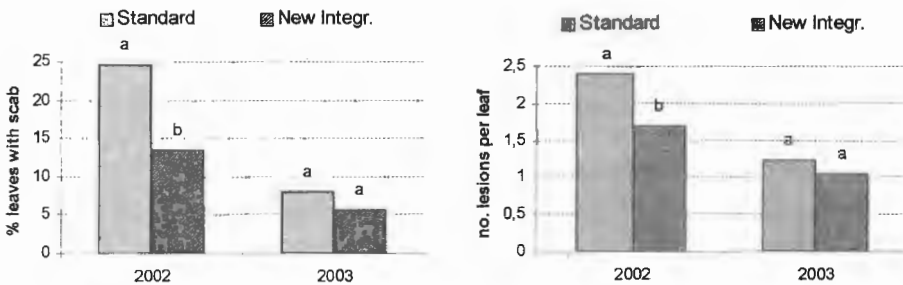 Standard New Integr.
% leaves with scab
25
20
15
10
5
0
a
b
a
a
2002 2003
Standard New Integr.
no. lesions per leaf
2,5
2
1,5
1
0,5
0
a
b
a
a
2002 2003